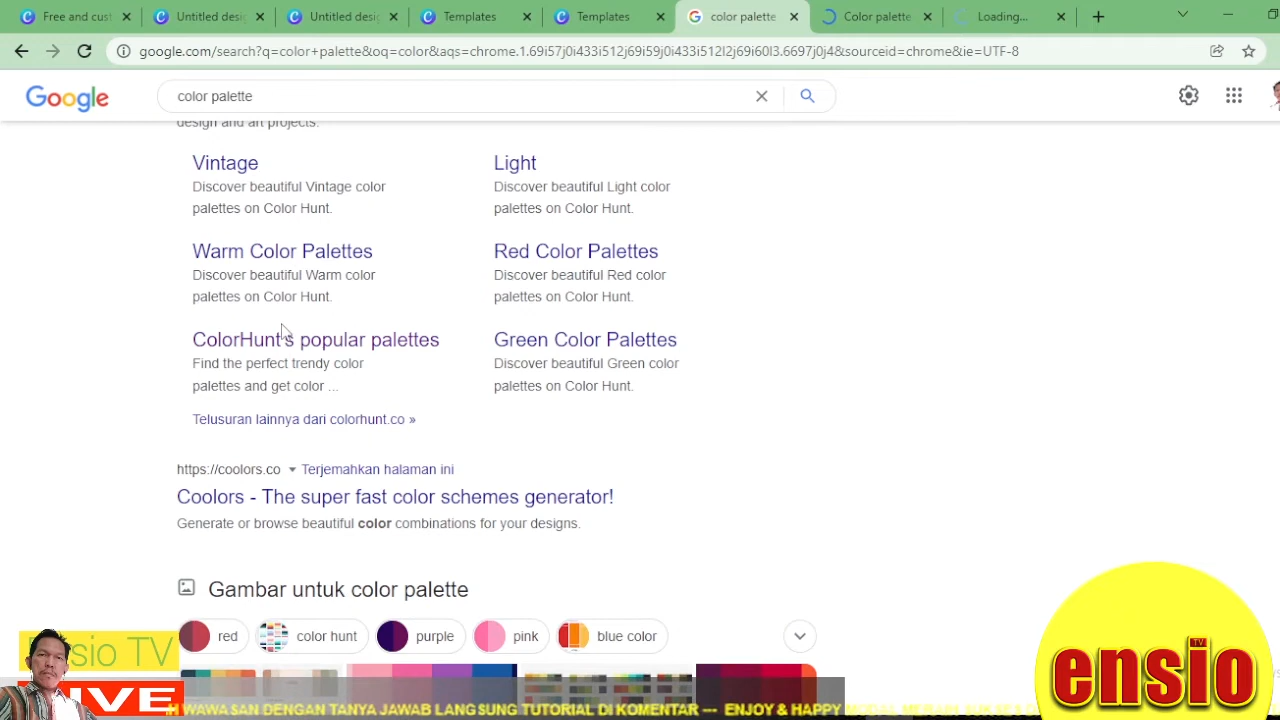 Free and cust
Untitled desig
Untitled desig
Templates
Templates
color palette
Color palette
Loading...
google.com/search?q=color+palette&oq=color&aqs=chrome.1.69i57j0i433i512j69i59j0i433i512l2j69i60l3.6697j0j4&sourceid=chrome&ie=UTF-8
Google
color palette
design and art projects.
Vintage
Discover beautiful Vintage color
palettes on Color Hunt.
Light
Discover beautiful Light color
palettes on Color Hunt.
Warm Color Palettes
Discover beautiful Warm color
palettes on Color Hunt.
Red Color Palettes
Discover beautiful Red color
palettes on Color Hunt.
ColorHunt's popular palettes
Find the perfect trendy color
palettes and get color ...
Green Color Palettes
Discover beautiful Green color
palettes on Color Hunt.
Telusuran lainnya dari colorhunt.co »
https://coolors.co
Terjemahkan halaman ini
Coolors - The super fast color schemes generator!
Generate or browse beautiful color combinations for your designs.
Gambar untuk color palette
red
color hunt
purple
pink
blue color
sio TV
VE
WAWASAN DENGAN TANYA JAWAB LANGSUNG TUTORIAL DI KOMENTAR --- ENJOY & HAPPY
TV
ensio